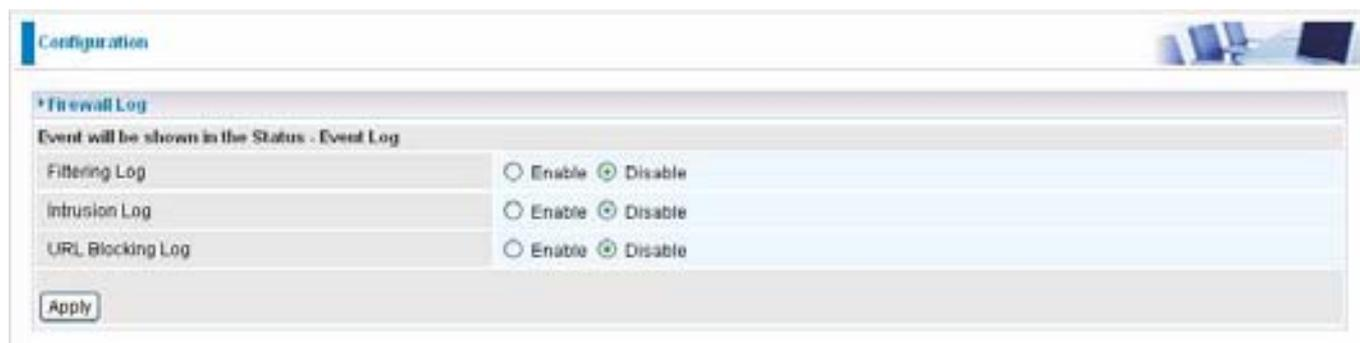 Configuration
Firewall Log
Event will be shown in the Status - Event Log
Filtering Log Enable Disable
Intrusion Log Enable Disable
URL Blocking Log Enable Disable
Apply